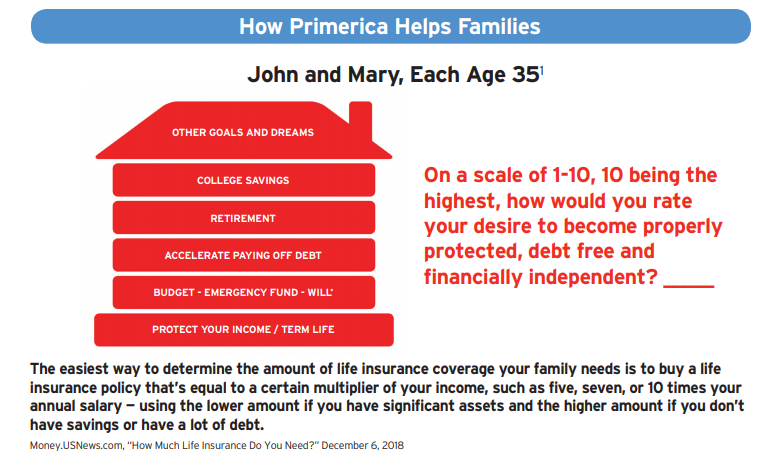 How Primerica Helps Families
John and Mary, Each Age 35¹
OTHER GOALS AND DREAMS
COLLEGE SAVINGS
RETIREMENT
ACCELERATE PAYING OFF DEBT
BUDGET - EMERGENCY FUND - WILL*
PROTECT YOUR INCOME / TERM LIFE
On a scale of 1-10, 10 being the
highest, how would you rate
your desire to become properly
protected, debt free and
financially independent? _____
The easiest way to determine the amount of life insurance coverage your family needs is to buy a life
insurance policy that's equal to a certain multiplier of your income, such as five, seven, or 10 times your
annual salary – using the lower amount if you have significant assets and the higher amount if you don't
have savings or have a lot of debt.
Money.USNews.com, "How Much Life Insurance Do You Need?" December 6, 2018